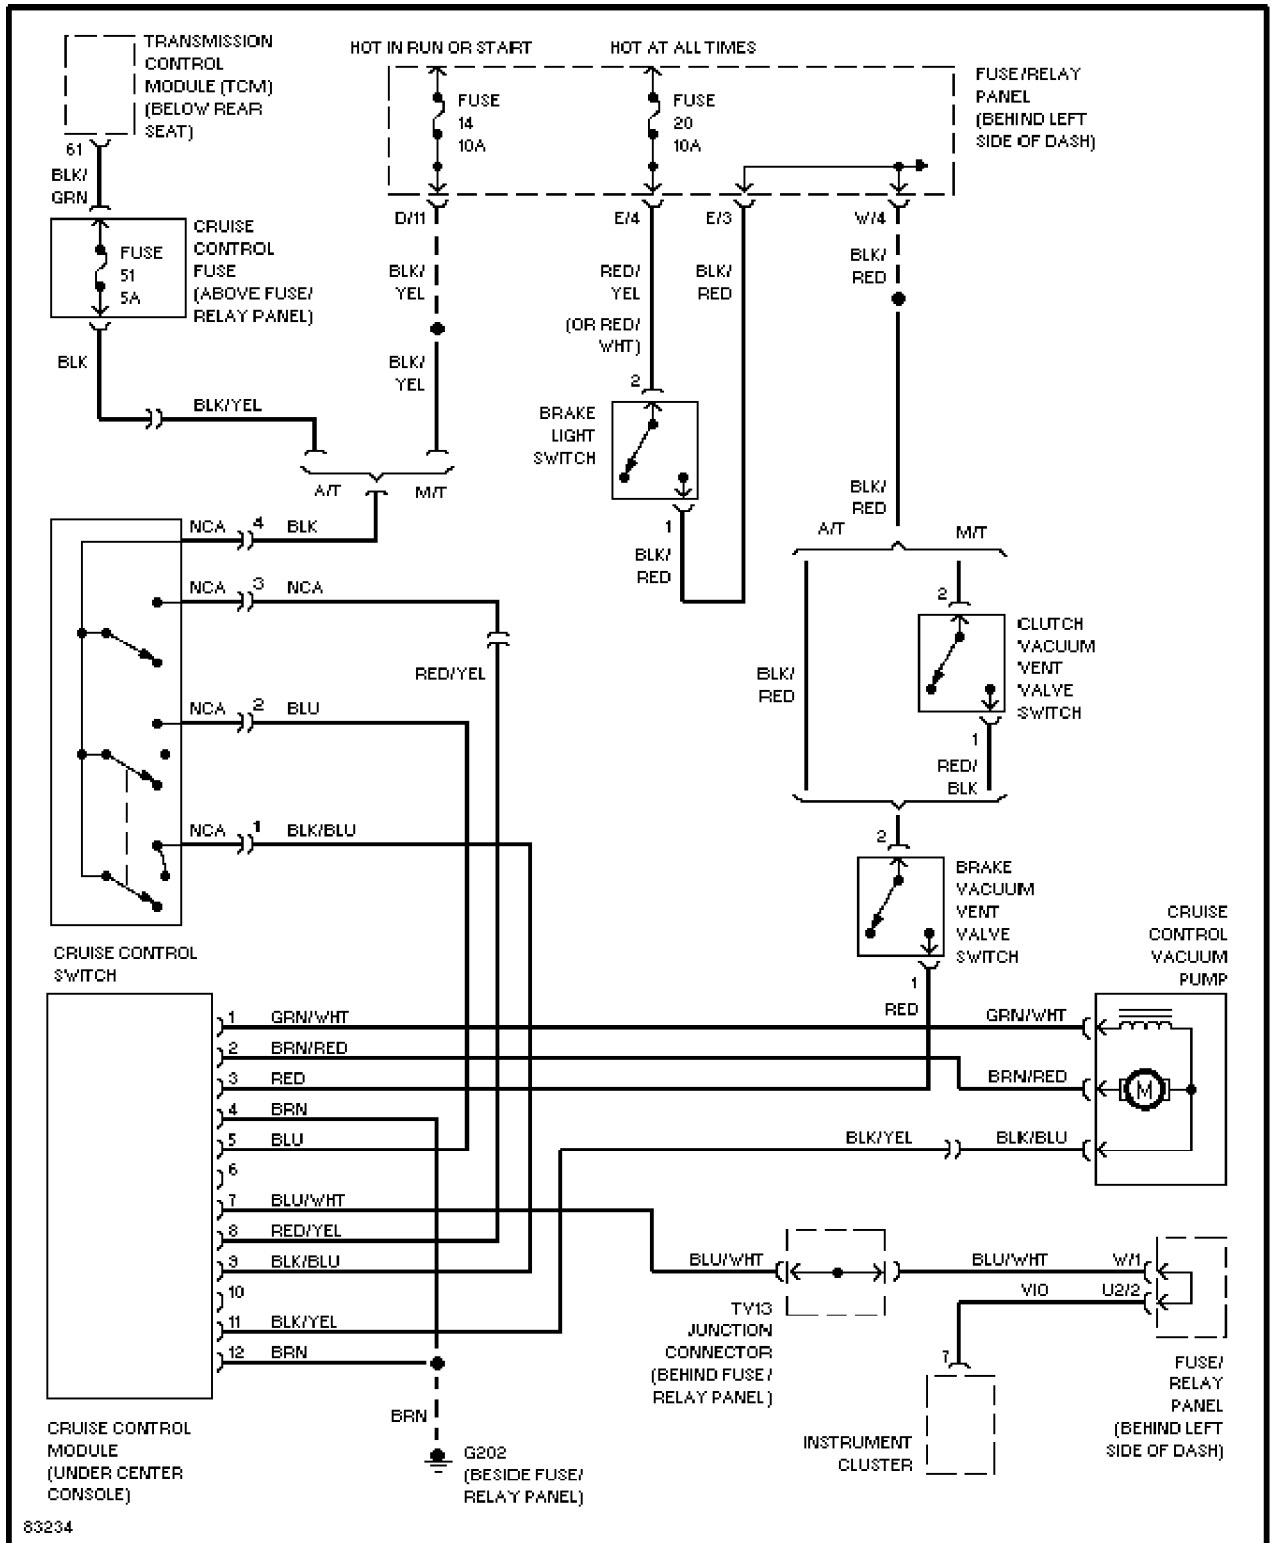 TRANSMISSION
CONTROL
MODULE (TCM)
(BELOW REAR
SEAT)
HOT IN RUN OR START
HOT AT ALL TIMES
FUSE/RELAY
PANEL
(BEHIND LEFT
SIDE OF DASH)
FUSE
14
10A
FUSE
20
10A
61
BLK/
GRN
CRUISE
CONTROL
FUSE
(ABOVE FUSE/
RELAY PANEL)
FUSE
51
5A
D/11
E/4
E/3
W/4
BLK/
YEL
RED/
YEL
(OR RED/
WHT)
BLK/
RED
BLK/
RED
BLK
BLK/YEL
BLK/
YEL
2
BRAKE
LIGHT
SWITCH
A/T
M/T
1
BLK/
RED
BLK/
RED
A/T
M/T
NCA
4
BLK
NCA
3
NCA
RED/YEL
NCA
2
BLU
NCA
1
BLK/BLU
CRUISE CONTROL
SWITCH
2
CLUTCH
VACUUM
VENT
VALVE
SWITCH
BLK/
RED
1
RED/
BLK
2
BRAKE
VACUUM
VENT
VALVE
SWITCH
1
RED
CRUISE
CONTROL
VACUUM
PUMP
1 GRN/WHT
GRN/WHT
2 BRN/RED
BRN/RED
M
3 RED
4 BRN
5 BLU
BLK/YEL
BLK/BLU
6
7 BLU/WHT
8 RED/YEL
9 BLK/BLU
10
11 BLK/YEL
12 BRN
BLU/WHT
BLU/WHT
W/1
VIO
U2/2
TV13
JUNCTION
CONNECTOR
(BEHIND FUSE/
RELAY PANEL)
7
INSTRUMENT
CLUSTER
FUSE/
RELAY
PANEL
(BEHIND LEFT
SIDE OF DASH)
BRN
G202
(BESIDE FUSE/
RELAY PANEL)
CRUISE CONTROL
MODULE
(UNDER CENTER
CONSOLE)
83234